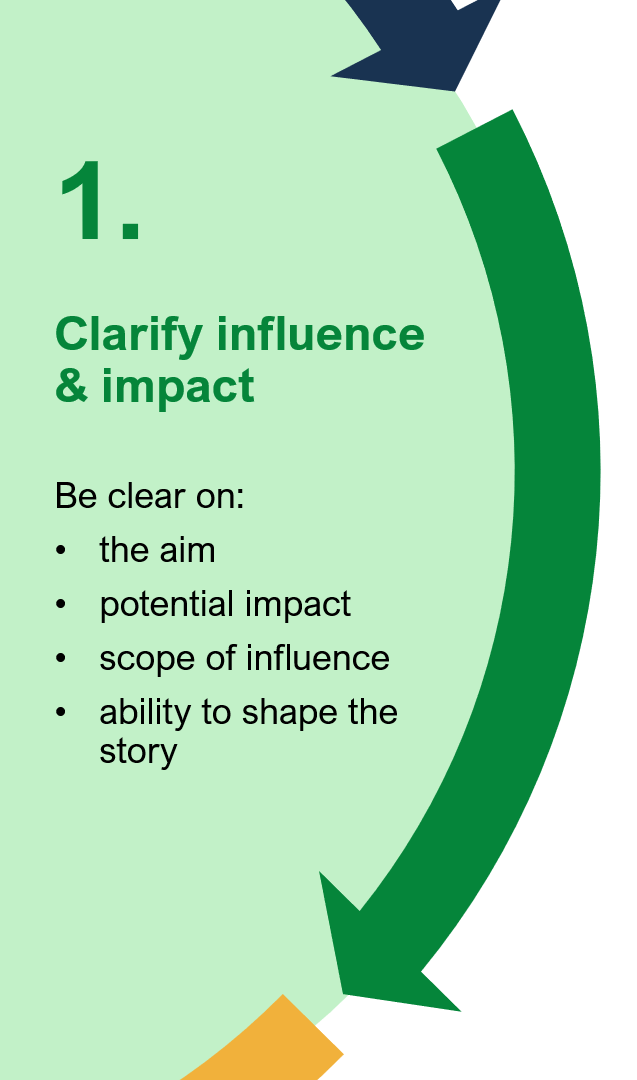 1.
Clarify influence
& impact
Be clear on:
• the aim
• potential impact
• scope of influence
• ability to shape the
story